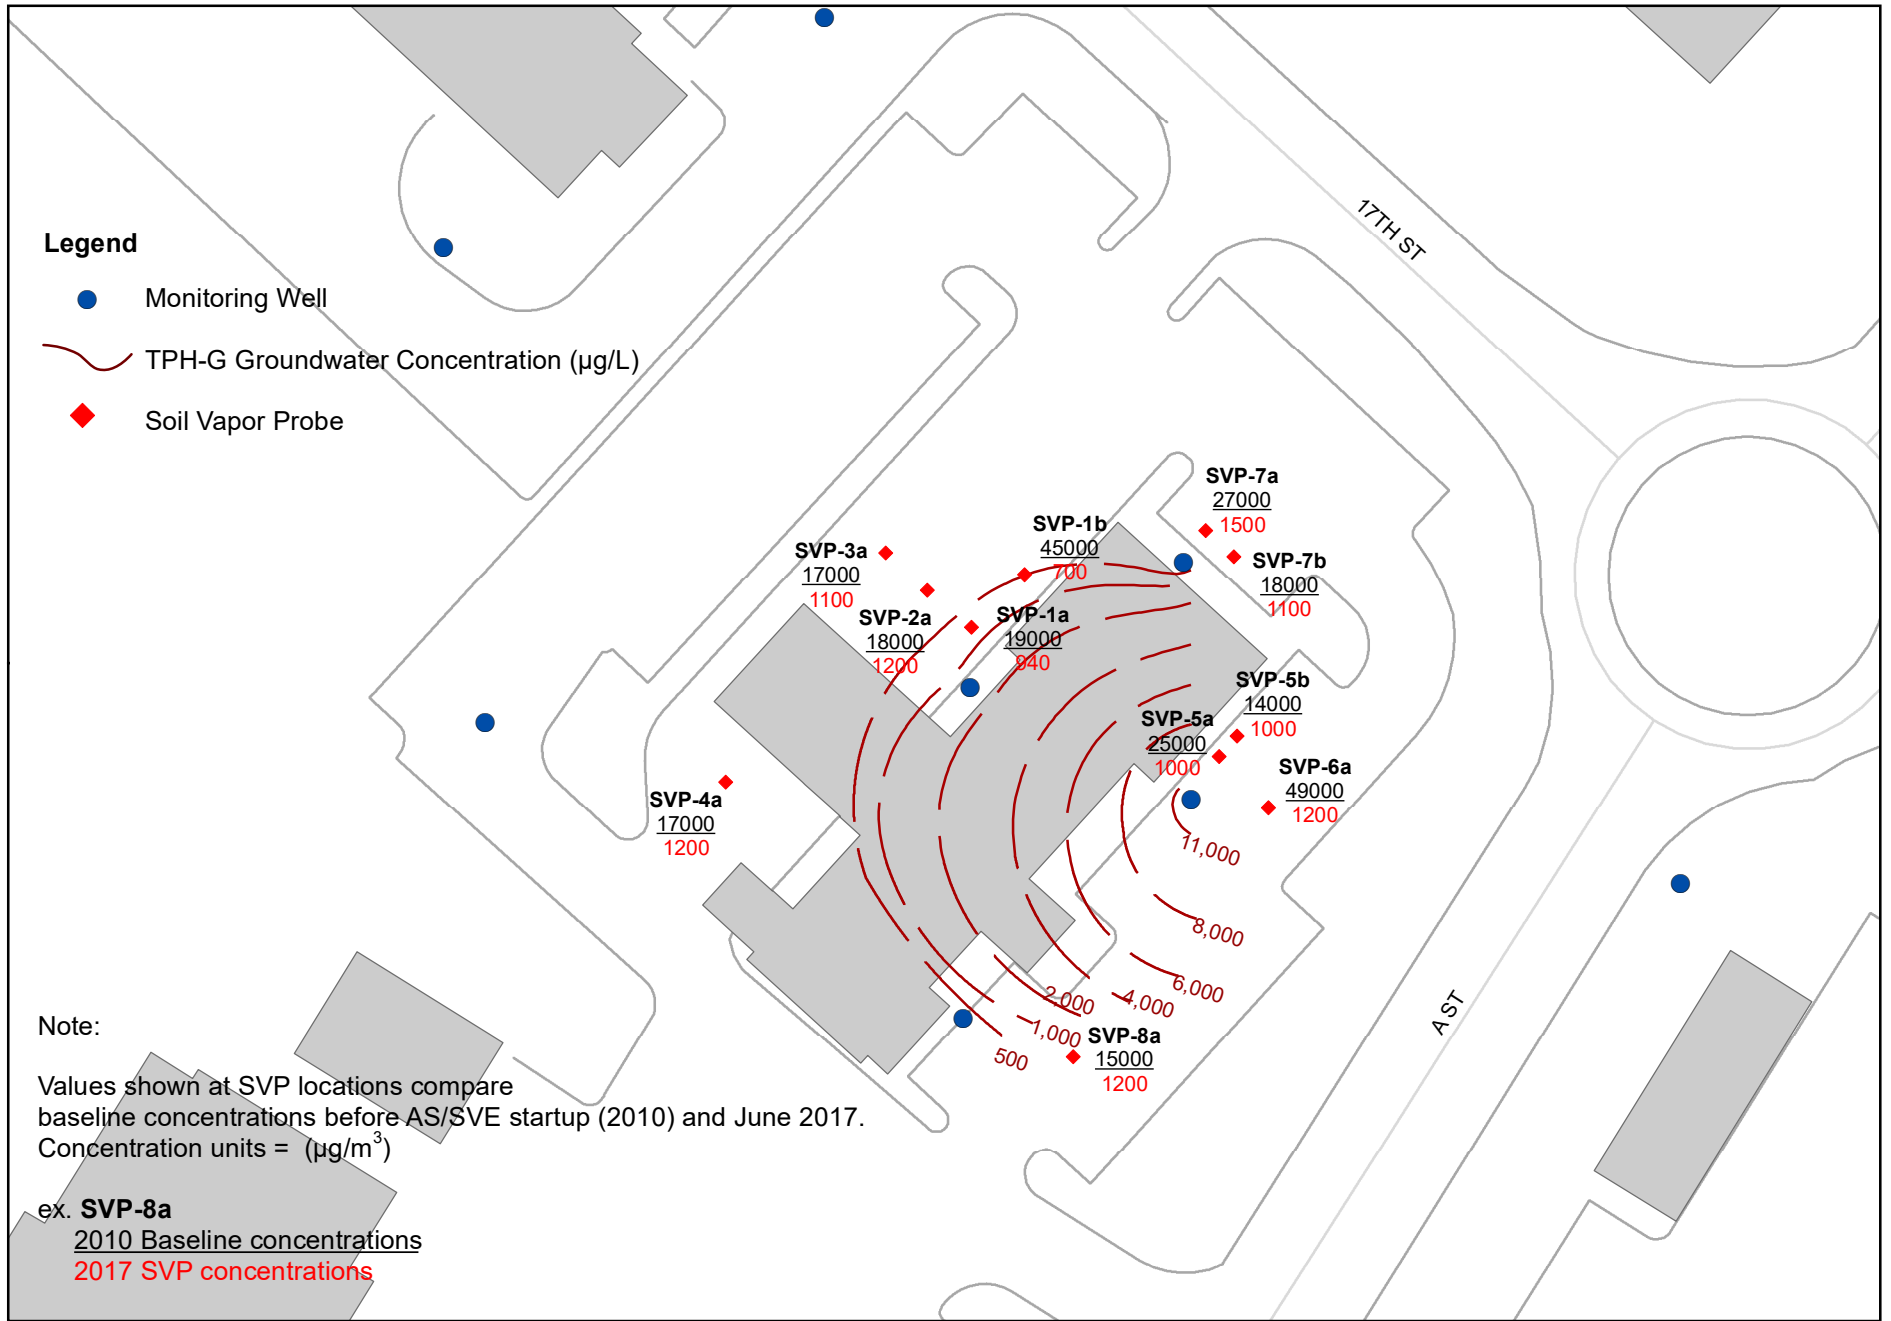 17TH ST
Legend
Monitoring Well
TPH-G Groundwater Concentration (µg/L)
Soil Vapor Probe
SVP-7a
27000
1500
SVP-1b
45000
700
SVP-3a
17000
1100
SVP-7b
18000
1100
SVP-2a
18000
1200
SVP-1a
19000
940
SVP-5b
14000
1000
SVP-5a
25000
1000
SVP-6a
49000
1200
SVP-4a
17000
1200
11,000
8,000
6,000
4,000
2,000
1,000
500
SVP-8a
15000
1200
A ST
Note:
Values shown at SVP locations compare
baseline concentrations before AS/SVE startup (2010) and June 2017.
Concentration units = (µg/m³)
ex. SVP-8a
2010 Baseline concentrations
2017 SVP concentrations